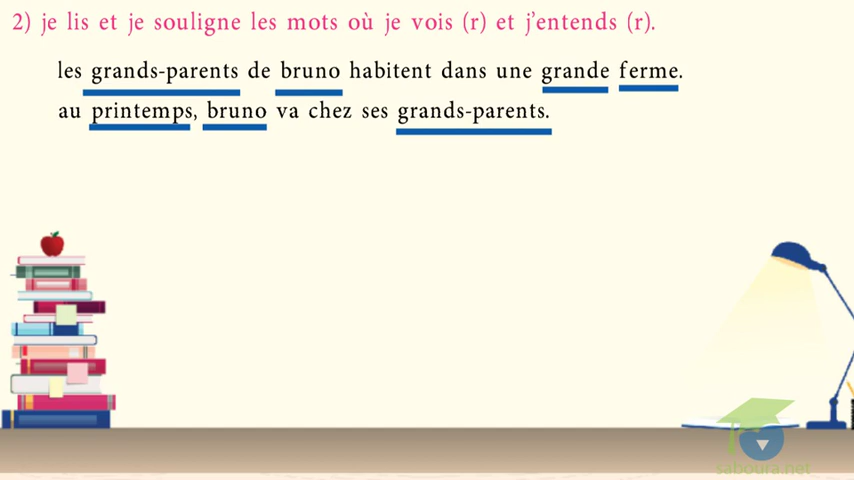 2) je lis et je souligne les mots où je vois (r) et j'entends (r).
les grands-parents de bruno habitent dans une grande ferme.
au printemps, bruno va chez ses grands-parents.
saboura.net